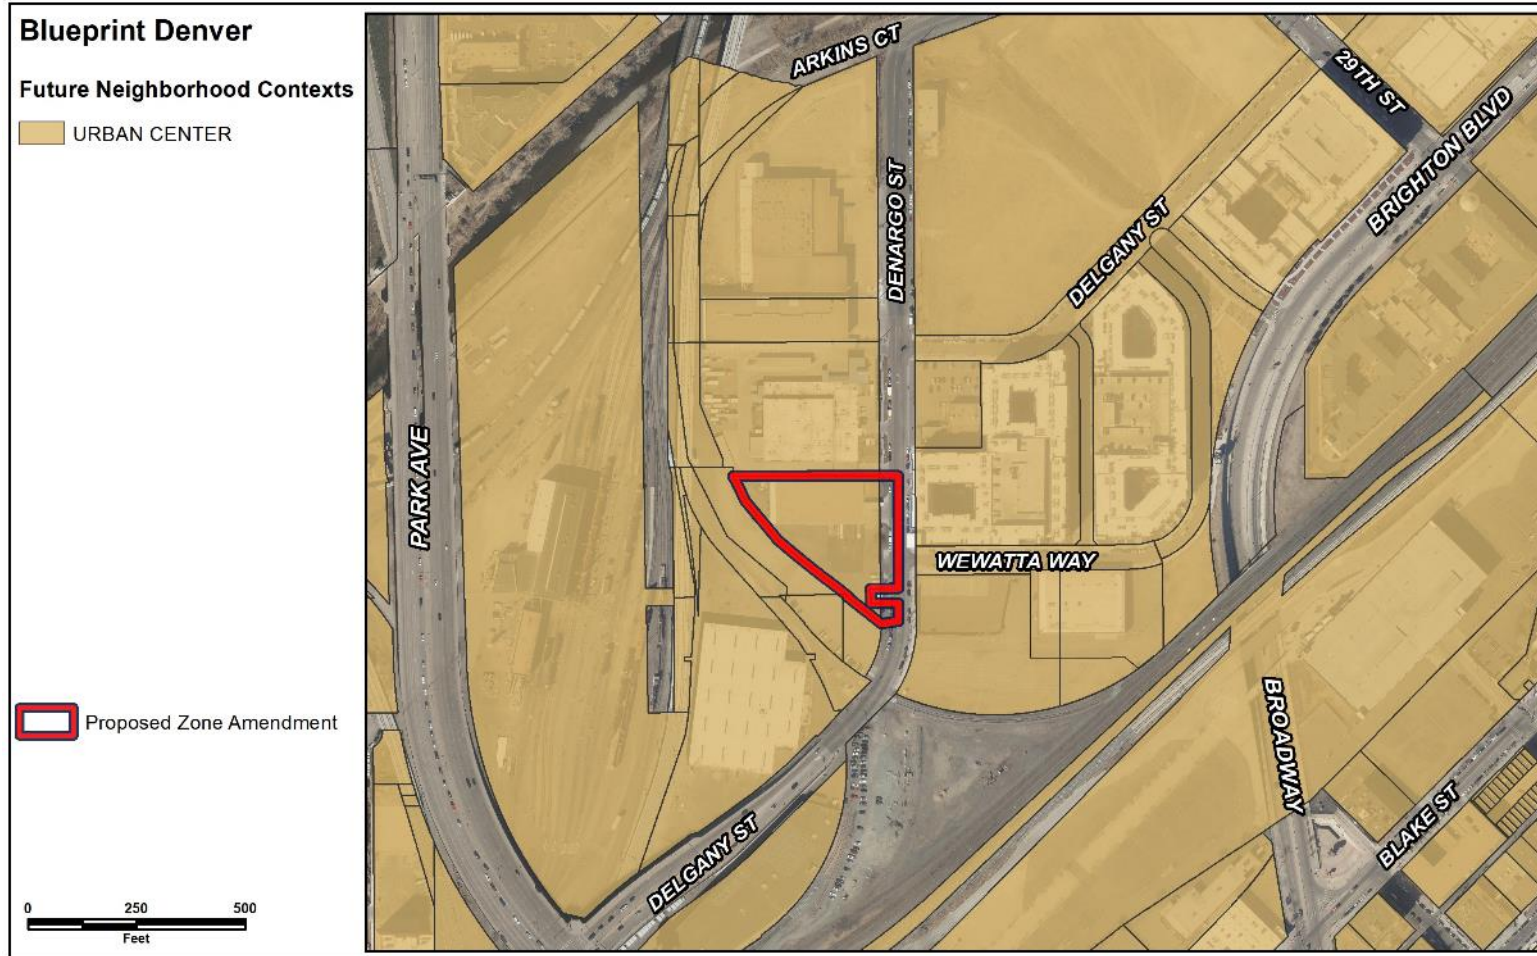 Blueprint Denver
Future Neighborhood Contexts
URBAN CENTER
Proposed Zone Amendment
0 250 500
Feet
ARKINS CT
29TH ST
BRIGHTON BLVD
DENARGO ST
DELGANY ST
PARK AVE
WEWATTA WAY
BROADWAY
DELGANY ST
BLAKE ST